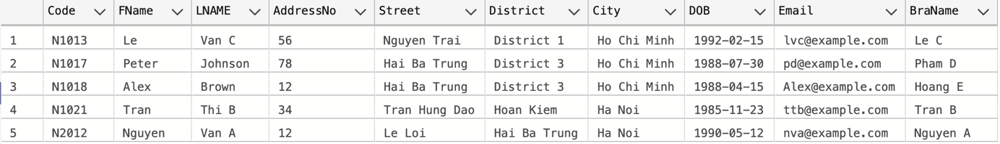 Code FName LNAME AddressNo Street District City DOB Email BraName
1 N1013 Le Van C 56 Nguyen Trai District 1 Ho Chi Minh 1992-02-15 lvc@example.com Le C
2 N1017 Peter Johnson 78 Hai Ba Trung District 3 Ho Chi Minh 1988-07-30 pd@example.com Pham D
3 N1018 Alex Brown 12 Hai Ba Trung District 3 Ho Chi Minh 1988-04-15 Alex@example.com Hoang E
4 N1021 Tran Thi B 34 Tran Hung Dao Hoan Kiem Ha Noi 1985-11-23 ttb@example.com Tran B
5 N2012 Nguyen Van A 12 Le Loi Hai Ba Trung Ha Noi 1990-05-12 nva@example.com Nguyen A